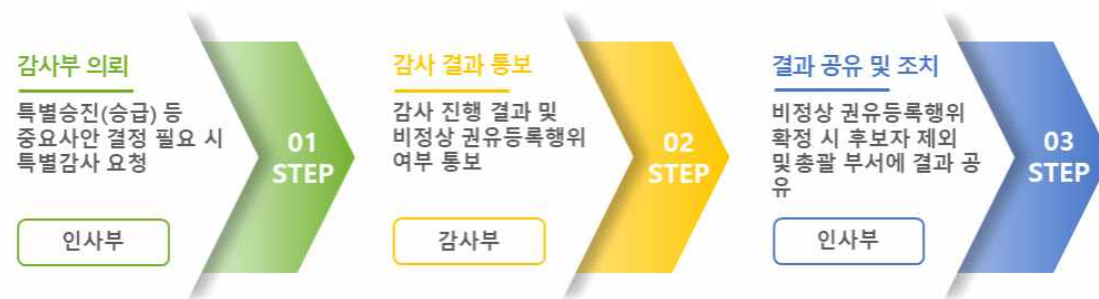 감사부 의뢰
특별승진(승급) 등
중요사안 결정 필요 시
특별감사 요청
인사부
01
STEP
감사 결과 통보
감사 진행 결과 및
비정상 권유등록행위
여부 통보
감사부
02
STEP
결과 공유 및 조치
비정상 권유등록행위
확정 시 후보자 제외
및총괄 부서에 결과 공
유
인사부
03
STEP